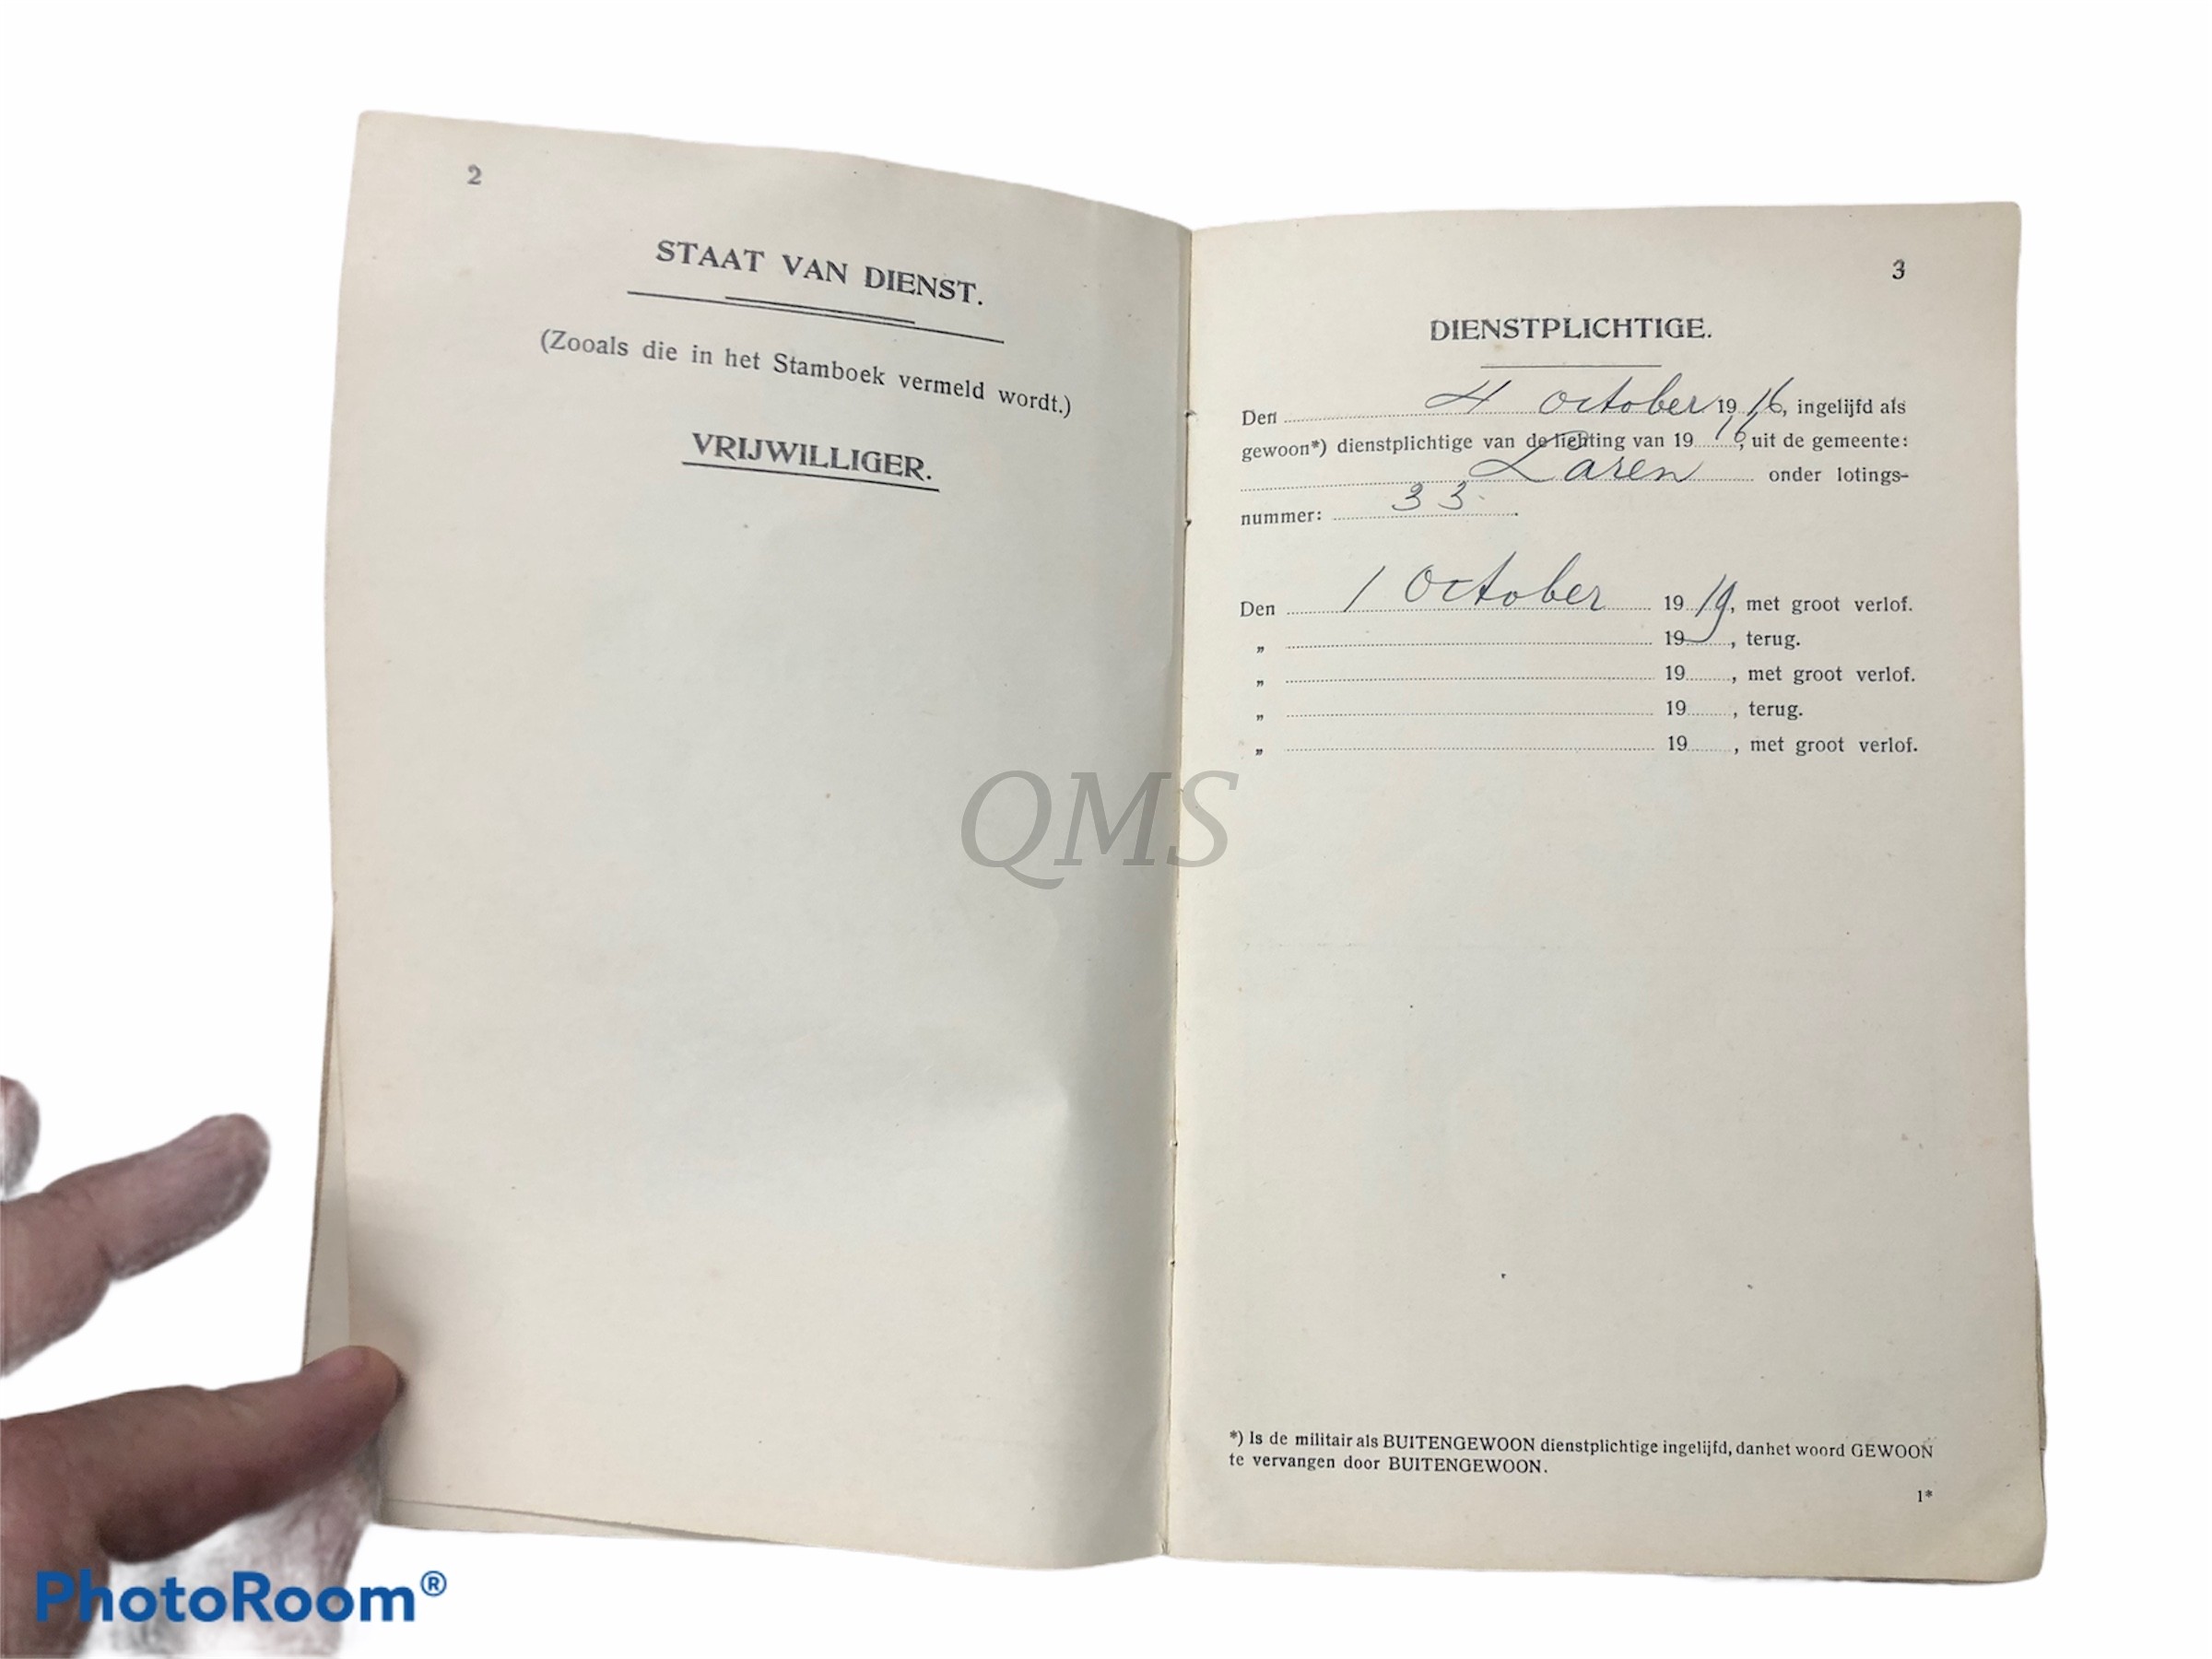 2
STAAT VAN DIENST.
(Zooals die in het Stamboek vermeld wordt.)
VRIJWILLIGER.
3
DIENSTPLICHTIGE.
Den 4 october 1916, ingelijfd als
gewoon*) dienstplichtige van de lichting van 1916, uit de gemeente:
Laren onder lotings-
nummer: 33.
Den 1 October 1919, met groot verlof.
„ 19, terug.
„ 19, met groot verlof.
„ 19, terug.
„ 19, met groot verlof.
QMS
*) Is de militair als BUITENGEWOON dienstplichtige ingelijfd, dan het woord GEWOON
te vervangen door BUITENGEWOON.
1*
PhotoRoom®